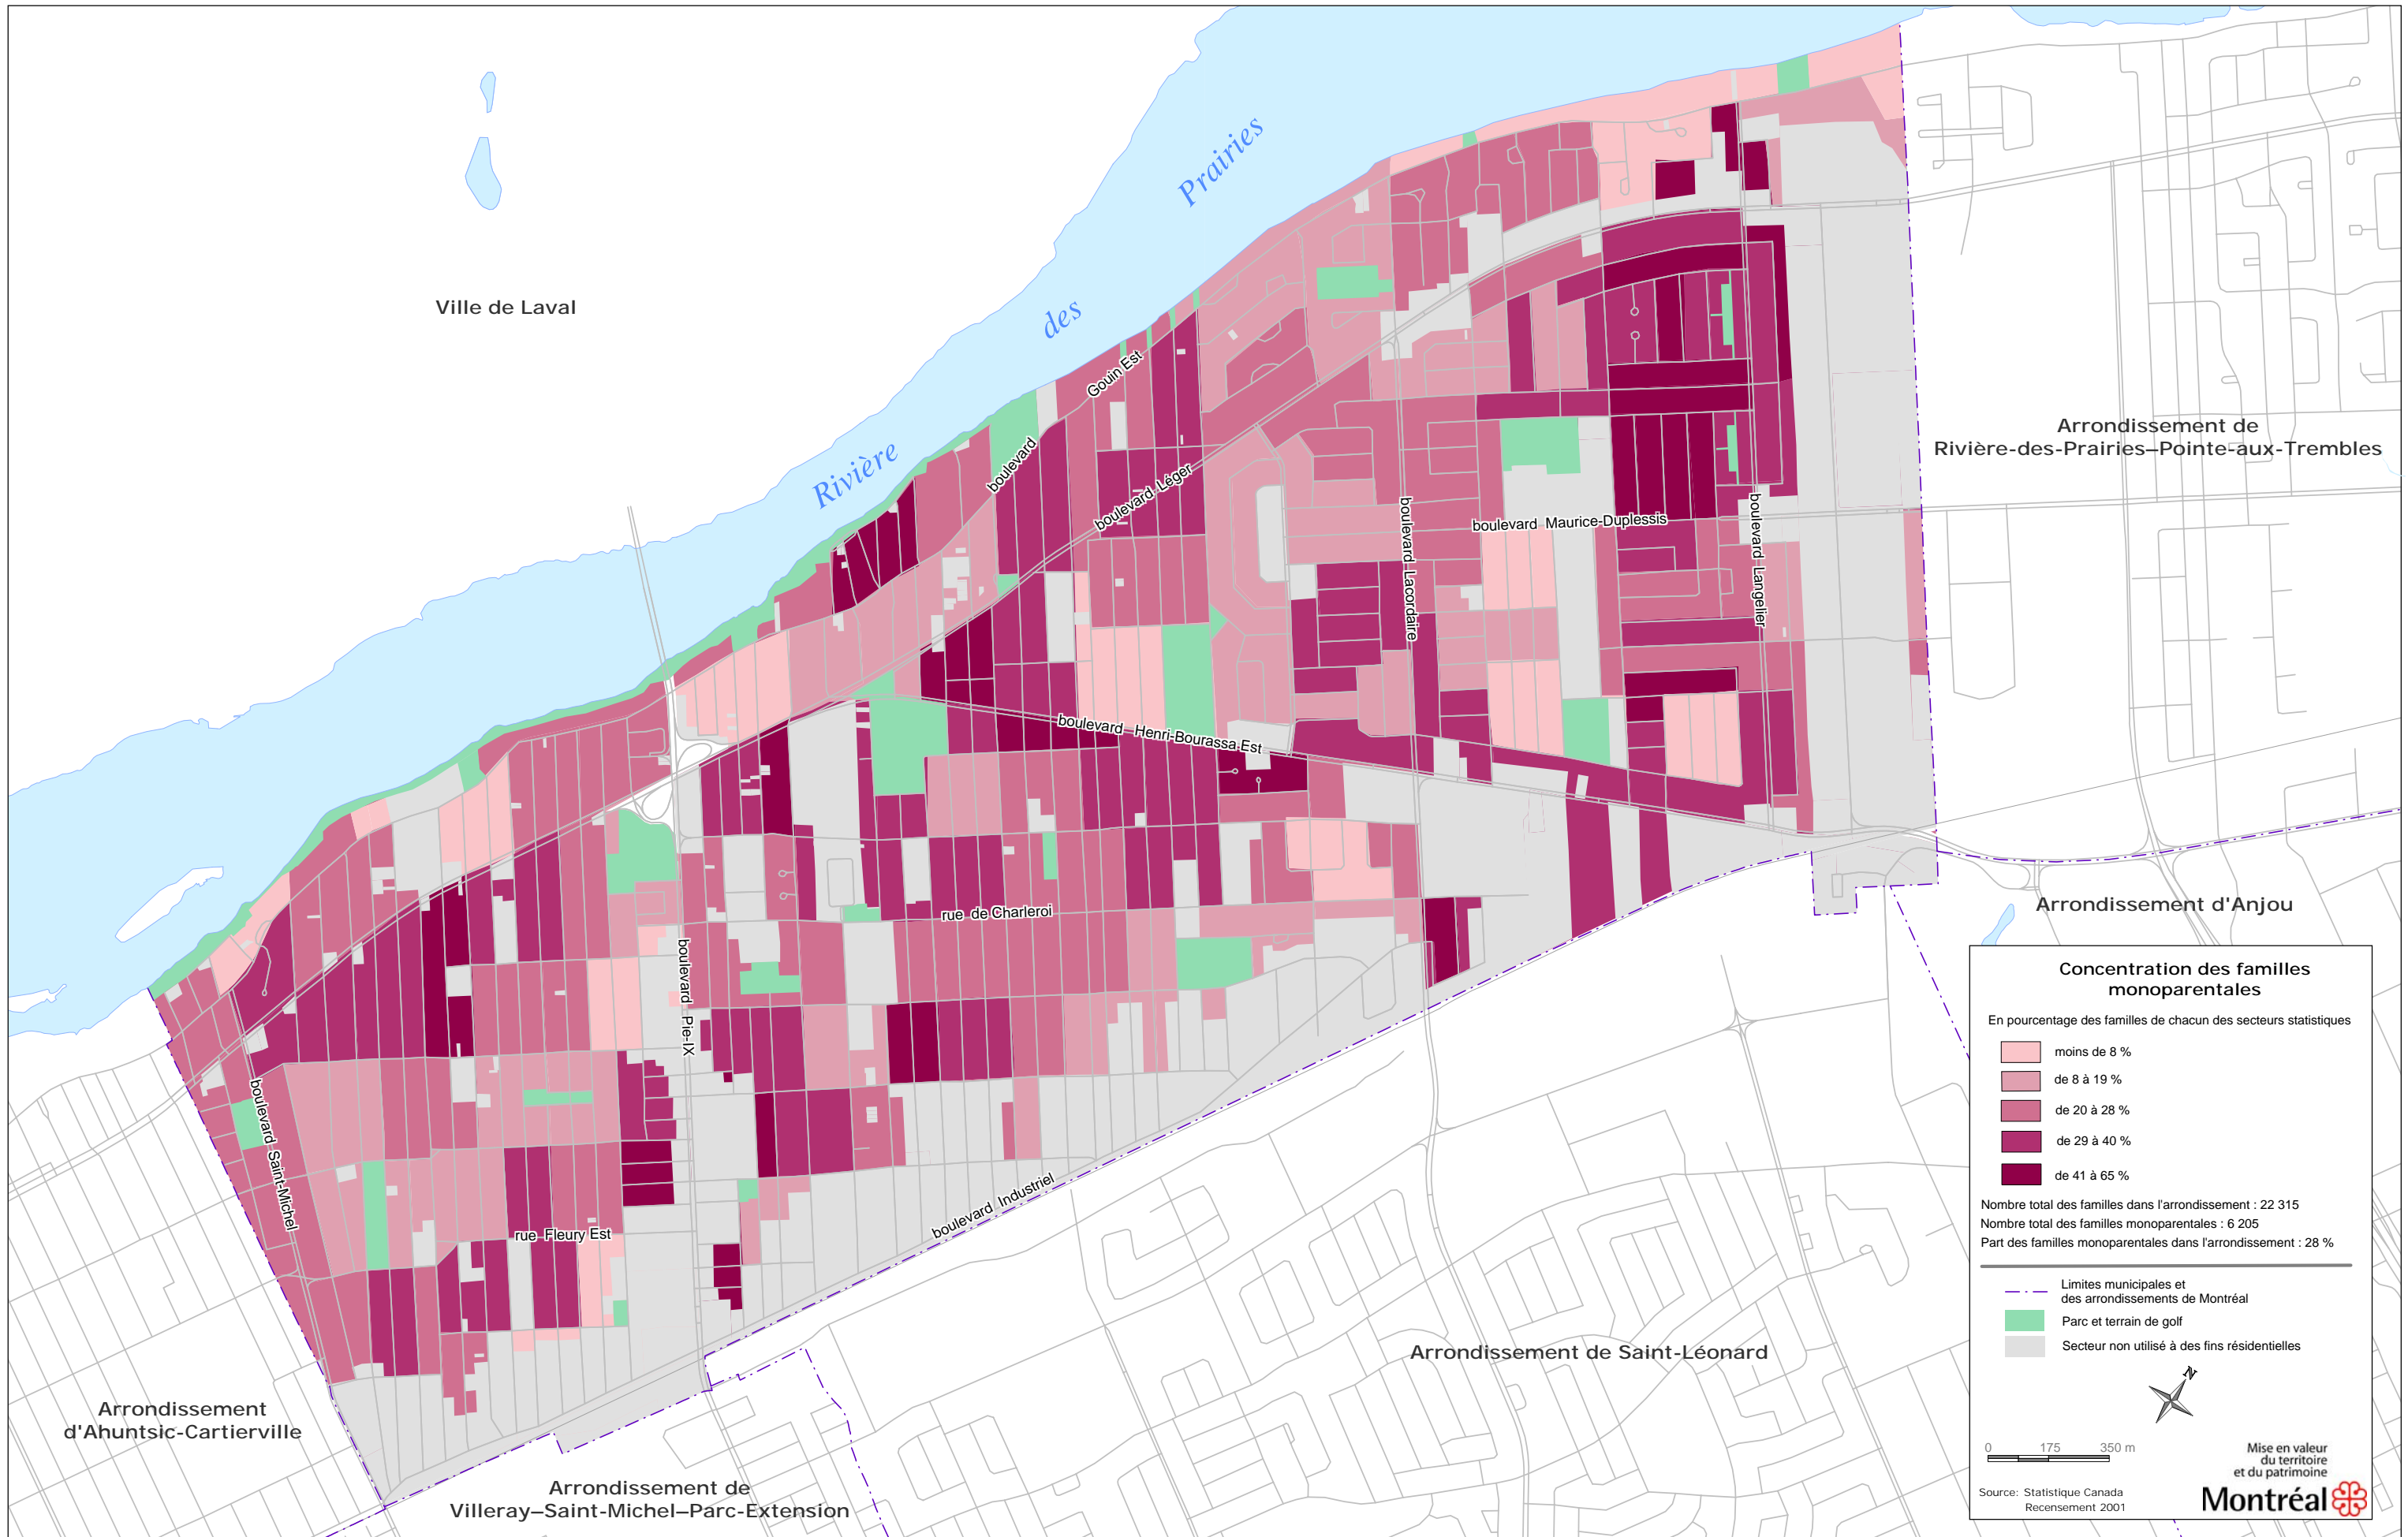 Ville de Laval
Rivière
des
Prairies
Gouin Est
boulevard
boulevard Léger
boulevard Maurice-Duplessis
boulevard Lacordaire
boulevard Langelier
boulevard Henri-Bourassa Est
rue de Charleroi
boulevard Pie-IX
boulevard Saint-Michel
rue Fleury Est
boulevard Industriel
Arrondissement de
Rivière-des-Prairies–Pointe-aux-Trembles
Arrondissement d'Anjou
Arrondissement de Saint-Léonard
Arrondissement
d'Ahuntsic-Cartierville
Arrondissement de
Villeray–Saint-Michel–Parc-Extension
Concentration des familles
monoparentales
En pourcentage des familles de chacun des secteurs statistiques
moins de 8 %
de 8 à 19 %
de 20 à 28 %
de 29 à 40 %
de 41 à 65 %
Nombre total des familles dans l'arrondissement : 22 315
Nombre total des familles monoparentales : 6 205
Part des familles monoparentales dans l'arrondissement : 28 %
Limites municipales et
des arrondissements de Montréal
Parc et terrain de golf
Secteur non utilisé à des fins résidentielles
N
0 175 350 m
Mise en valeur
du territoire
et du patrimoine
Source: Statistique Canada
Recensement 2001
Montréal